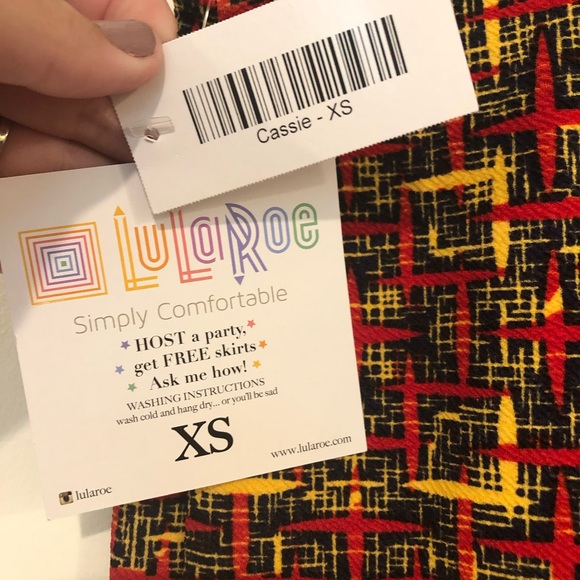 Cassie - XS
LuLaRoe
Simply Comfortable
HOST a party,
get FREE skirts
Ask me how!
WASHING INSTRUCTIONS
wash cold and hang dry... or you'll be sad
XS
www.lularoe.com
lularoe